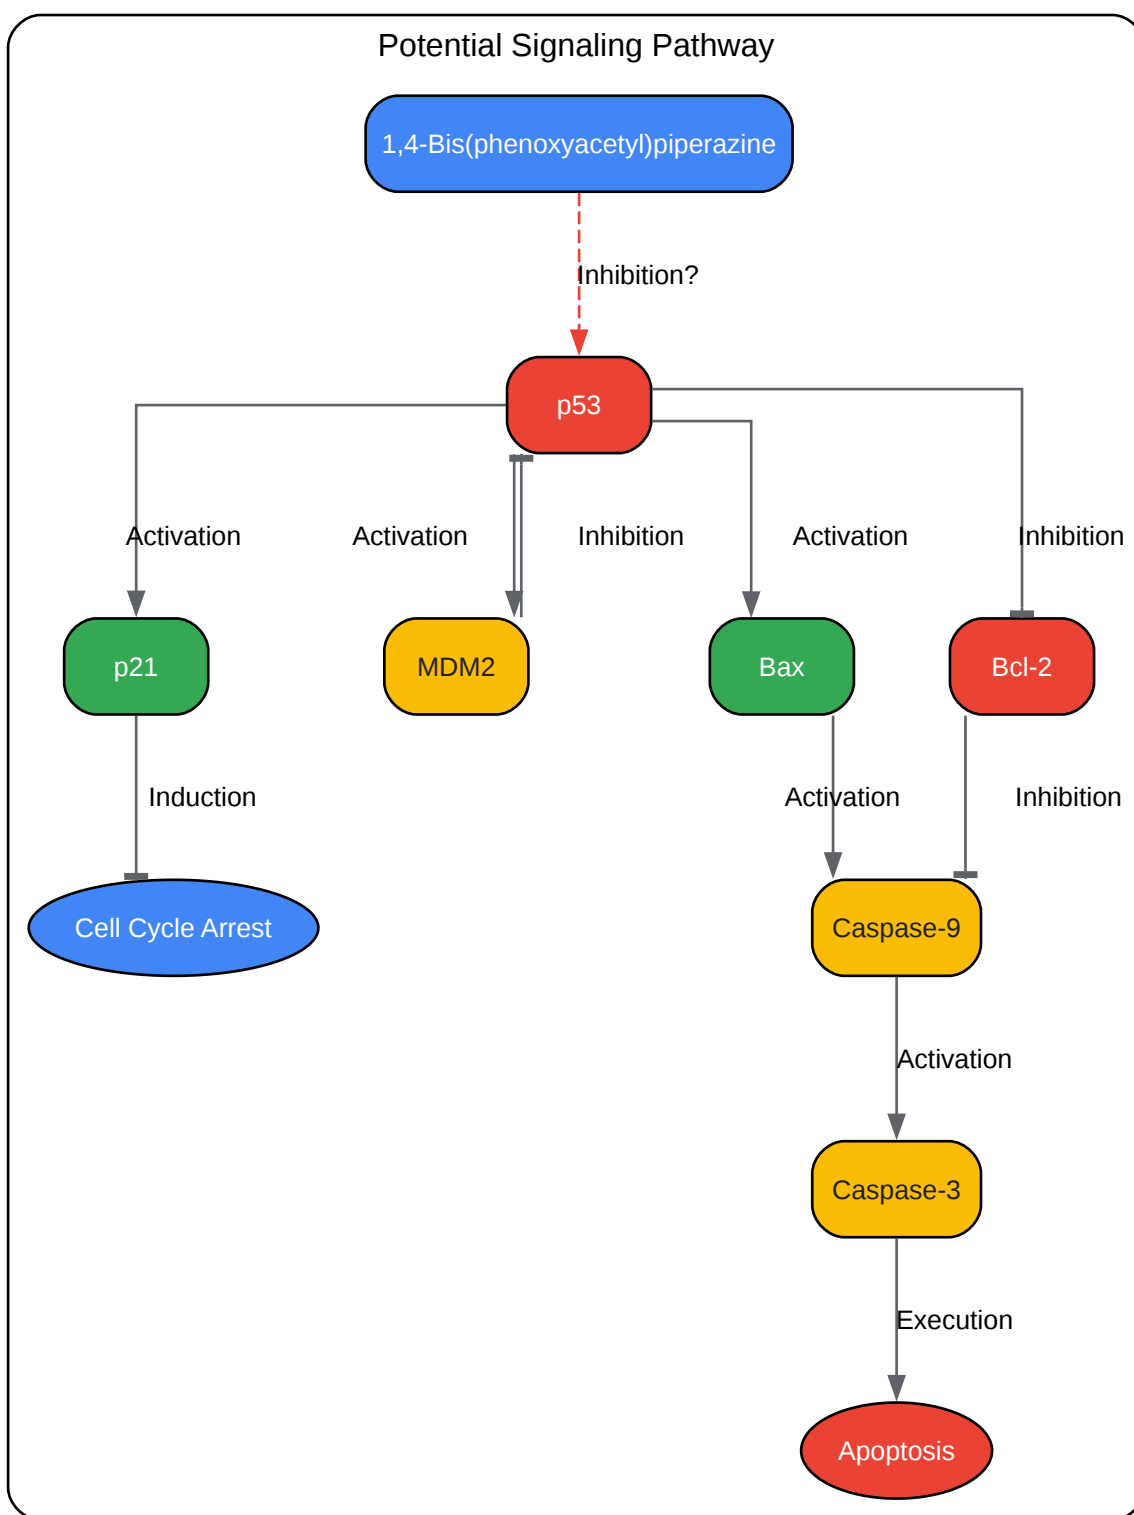 Potential Signaling Pathway
1,4-Bis(phenoxyacetyl)piperazine
Inhibition?
p53
Activation
Activation
Inhibition
Activation
Inhibition
p21
MDM2
Bax
Bcl-2
Induction
Activation
Inhibition
Cell Cycle Arrest
Caspase-9
Activation
Caspase-3
Execution
Apoptosis